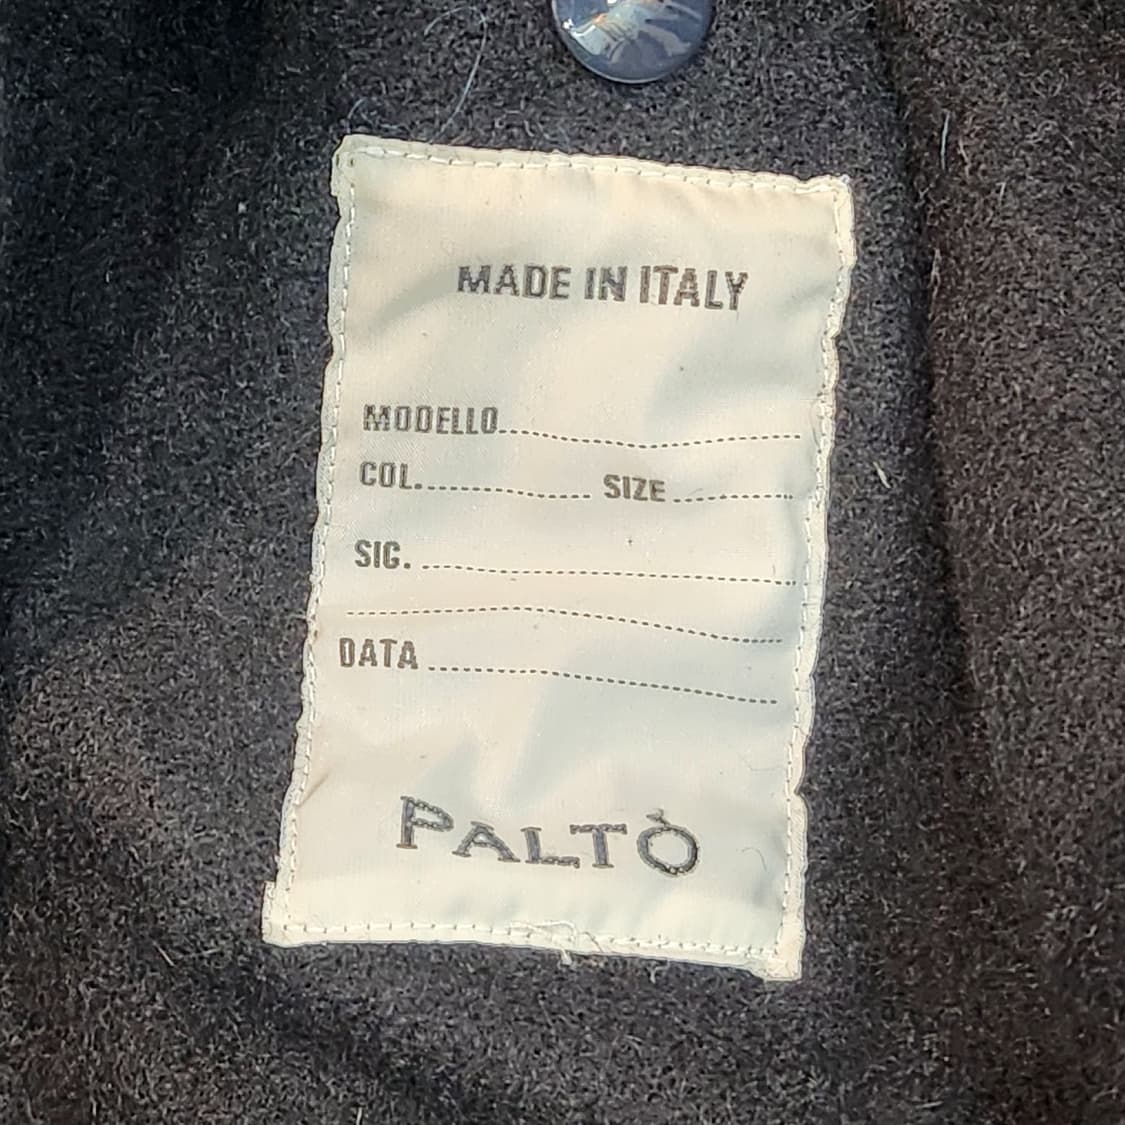 MADE IN ITALY
MODELLO
COL. SIZE
SIG.
DATA
PALTÒ